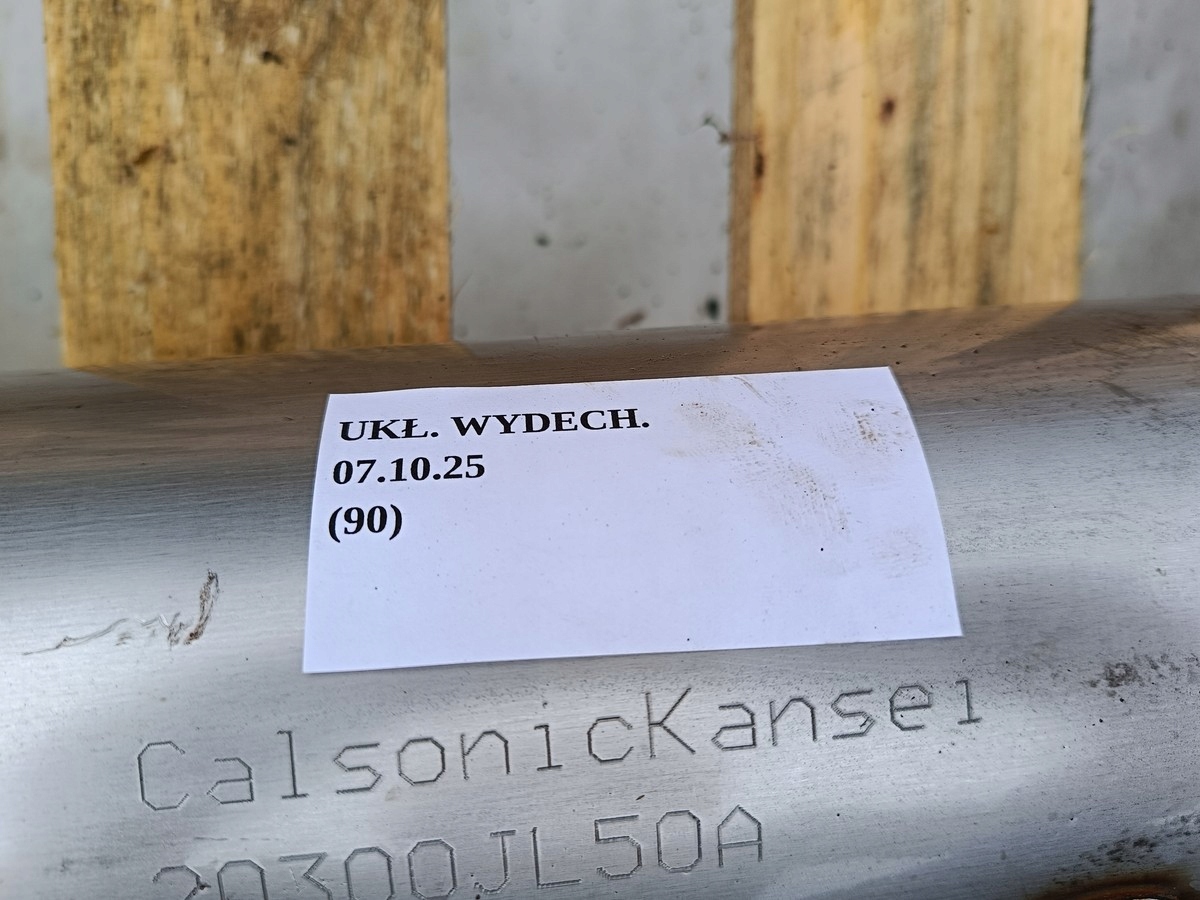 UKŁ. WYDECH.
07.10.25
(90)
CalsonicKansei
20300JL50A